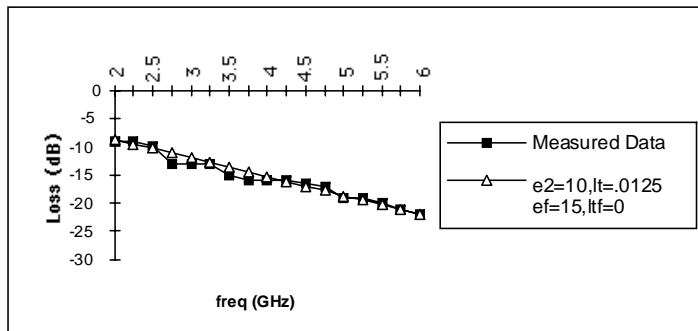 2 2.5 3 3.5 4 4.5 5 5.5 6
0
-5
-10
-15
-20
-25
-30
Loss (dB)
freq (GHz)
Measured Data
e2=10,lt=.0125
ef=15,ltf=0